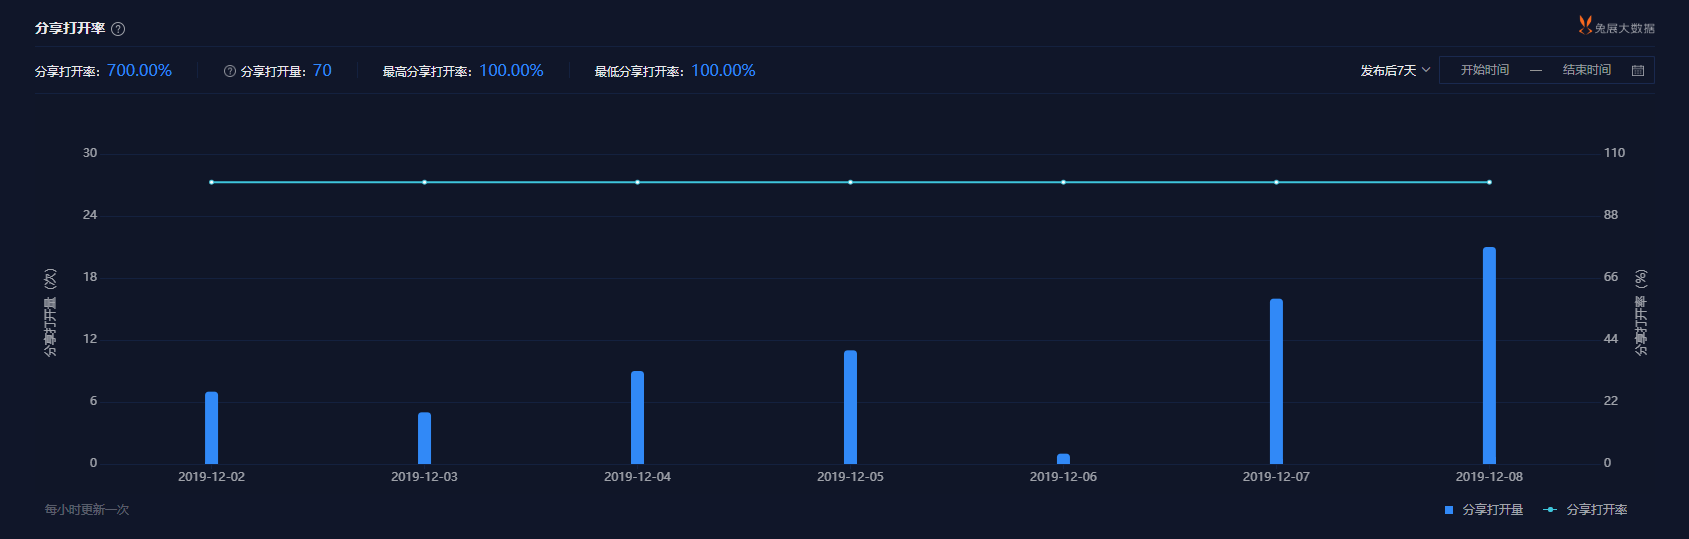 分享打开率 ?
兔展大数据
分享打开率：700.00% ? 分享打开量：70 最高分享打开率：100.00% 最低分享打开率：100.00% 发布后7天 开始时间 — 结束时间
30 110
24 88
18 66
12 44
6 22
0 0
分享打开量（次）
分享打开率（%）
2019-12-02 2019-12-03 2019-12-04 2019-12-05 2019-12-06 2019-12-07 2019-12-08
每小时更新一次 分享打开量 分享打开率